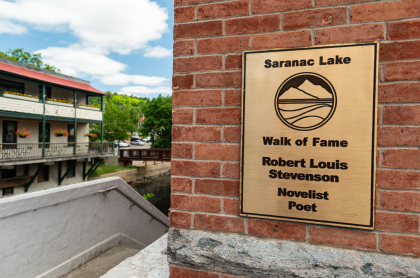 Saranac Lake
Walk of Fame
Robert Louis
Stevenson
Novelist
Poet